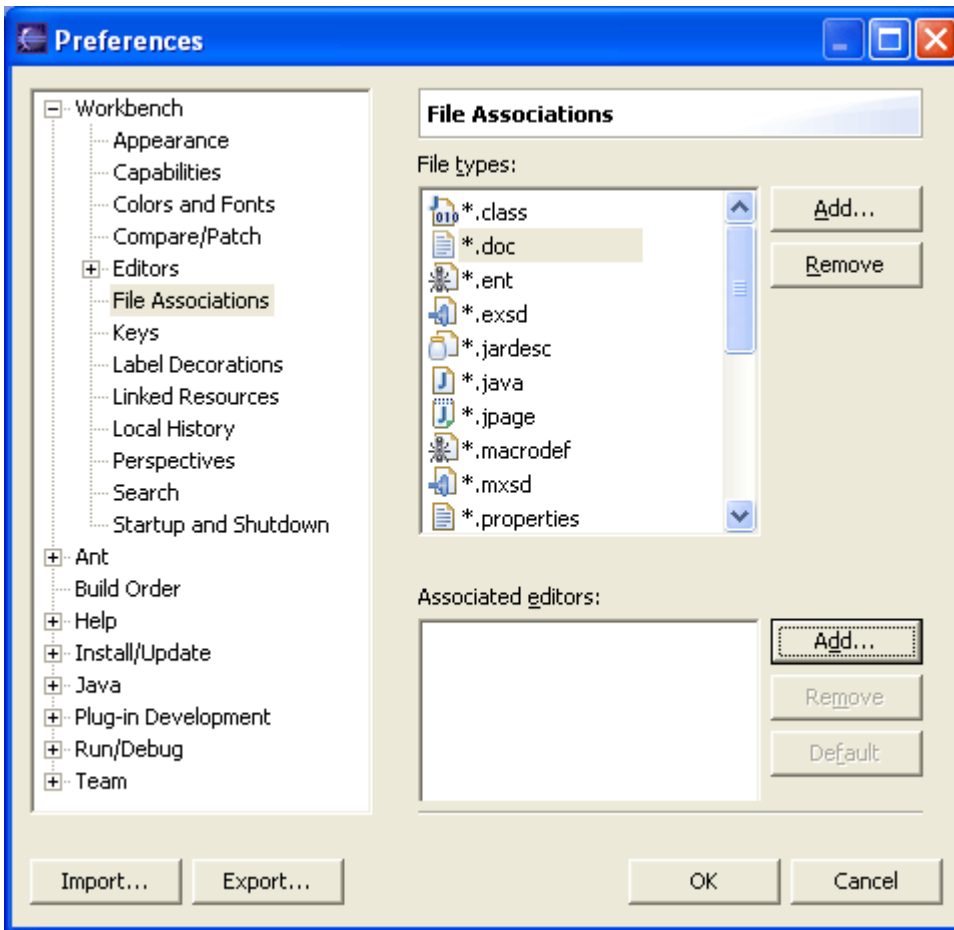 Preferences
Workbench
Appearance
Capabilities
Colors and Fonts
Compare/Patch
Editors
File Associations
Keys
Label Decorations
Linked Resources
Local History
Perspectives
Search
Startup and Shutdown
Ant
Build Order
Help
Install/Update
Java
Plug-in Development
Run/Debug
Team
File Associations
File types:
*.class
*.doc
*.ent
*.exsd
*.jardesc
*.java
*.jpage
*.macrodef
*.mxsd
*.properties
Add...
Remove
Associated editors:
Add...
Remove
Default
Import...
Export...
OK
Cancel